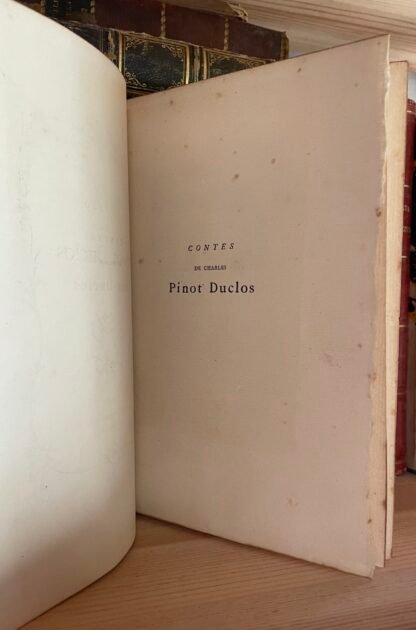 CONTES
DE CHARLES
Pinot Duclos